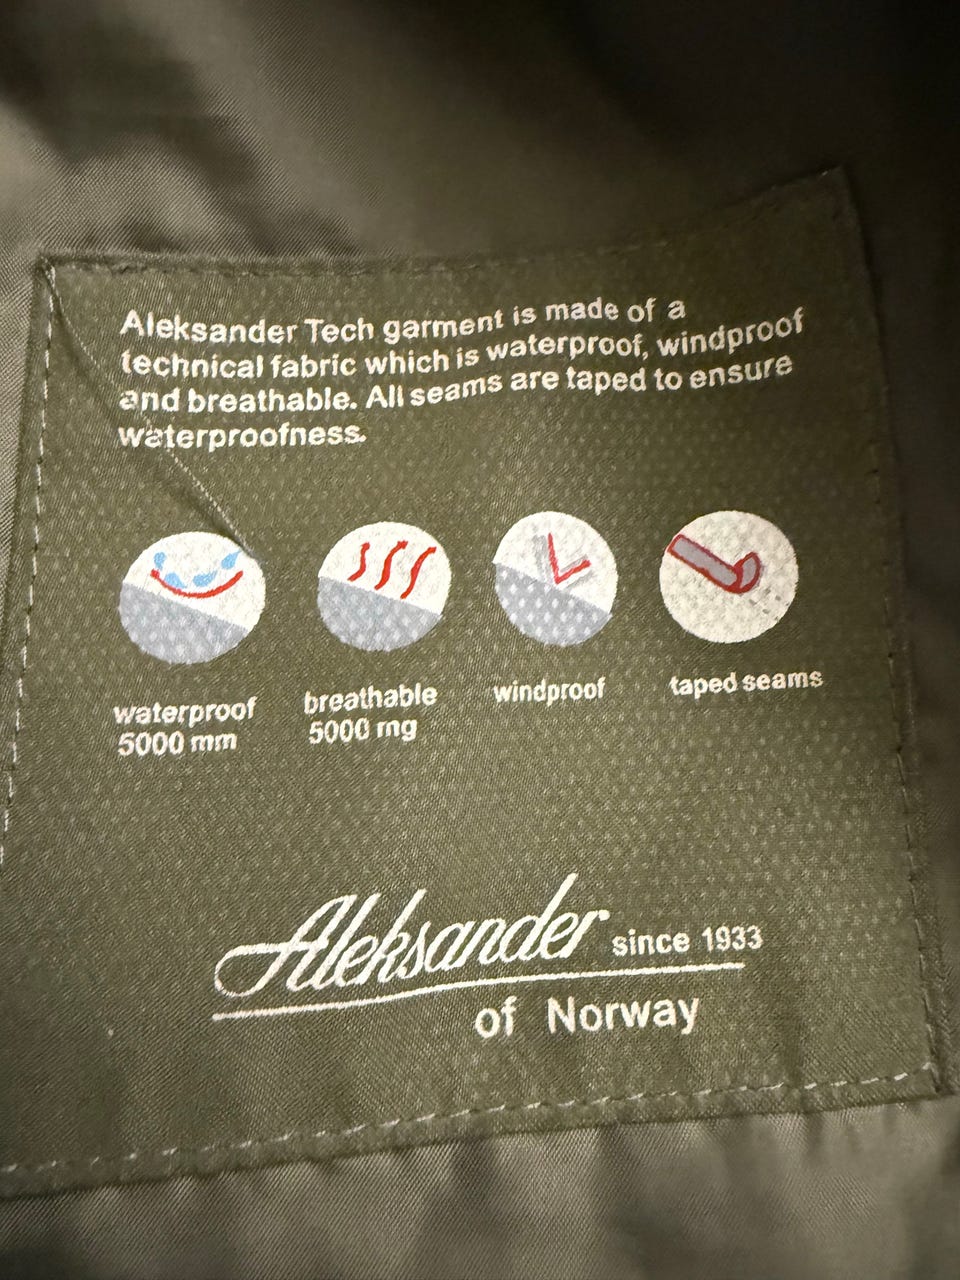 Aleksander Tech garment is made of a
technical fabric which is waterproof, windproof
and breathable. All seams are taped to ensure
waterproofness.
waterproof
5000 mm
breathable
5000 mg
windproof
taped seams
Aleksander since 1933
of Norway